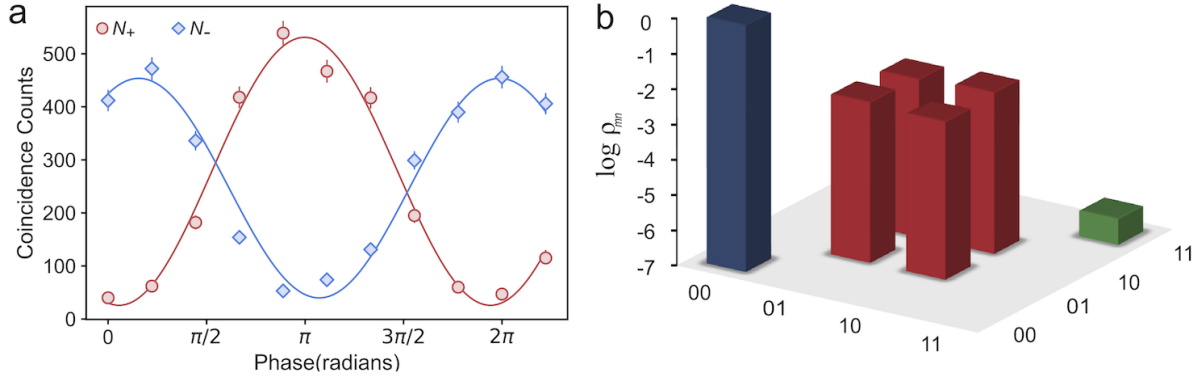 a
N₊
N₋
500
400
300
200
100
0
Coincidence Counts
0
π/2
π
3π/2
2π
Phase(radians)
b
0
-1
-2
-3
-4
-5
-6
-7
log ρₘₙ
00
01
10
11
00
01
10
11